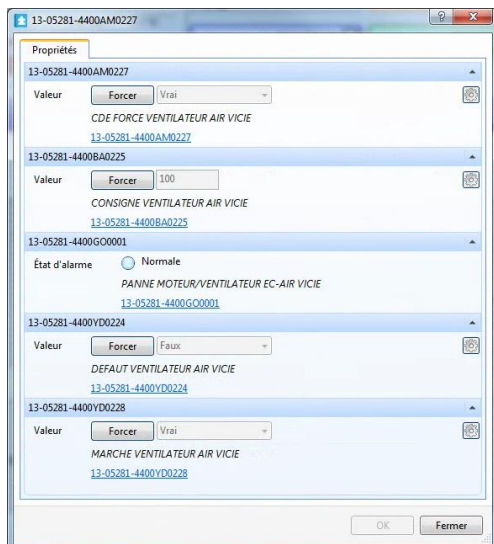 13-05281-4400AM0227
Propriétés
13-05281-4400AM0227
Valeur Forcer Vrai
CDE FORCE VENTILATEUR AIR VICIE
13-05281-4400AM0227
13-05281-4400BA0225
Valeur Forcer 100
CONSIGNE VENTILATEUR AIR VICIE
13-05281-4400BA0225
13-05281-4400GO0001
État d'alarme Normale
PANNE MOTEUR/VENTILATEUR EC-AIR VICIE
13-05281-4400GO0001
13-05281-4400YD0224
Valeur Forcer Faux
DEFAUT VENTILATEUR AIR VICIE
13-05281-4400YD0224
13-05281-4400YD0228
Valeur Forcer Vrai
MARCHE VENTILATEUR AIR VICIE
13-05281-4400YD0228
OK Fermer